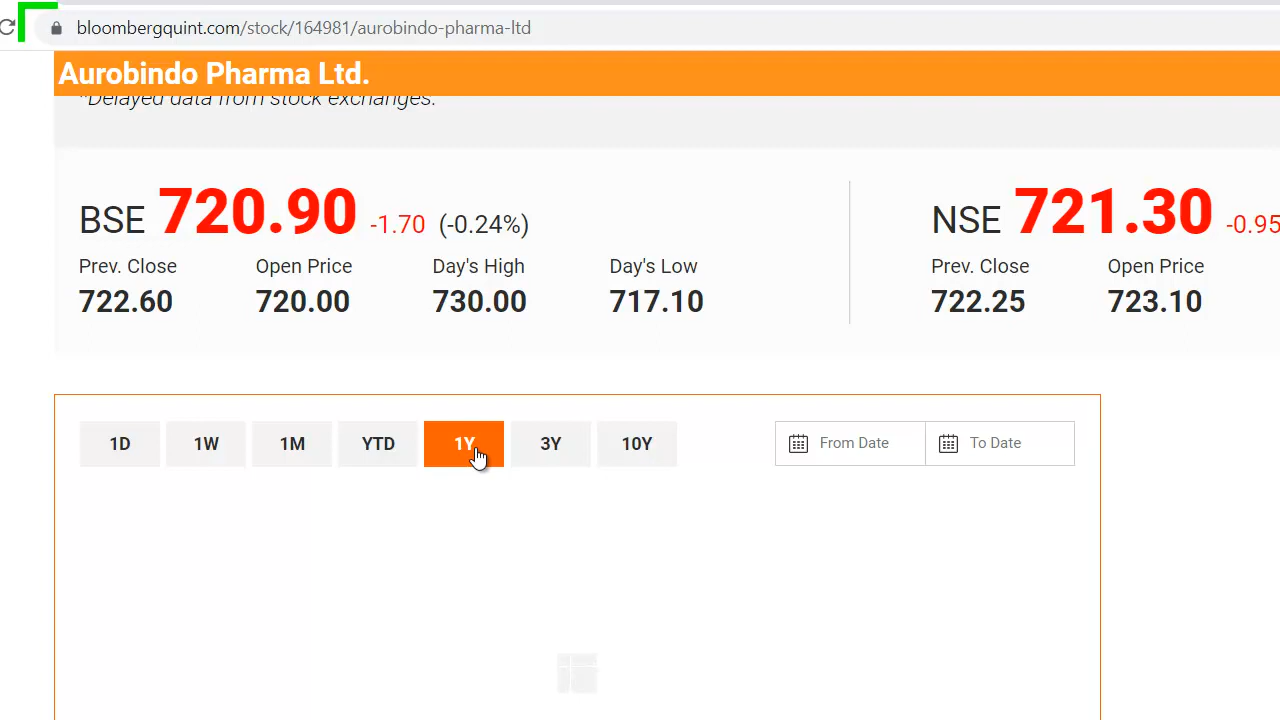 bloombergquint.com/stock/164981/aurobindo-pharma-ltd
Aurobindo Pharma Ltd.
*Delayed data from stock exchanges.
BSE 720.90 -1.70 (-0.24%)
Prev. Close Open Price Day's High Day's Low
722.60 720.00 730.00 717.10
NSE 721.30 -0.95
Prev. Close Open Price
722.25 723.10
1D 1W 1M YTD 1Y 3Y 10Y From Date To Date